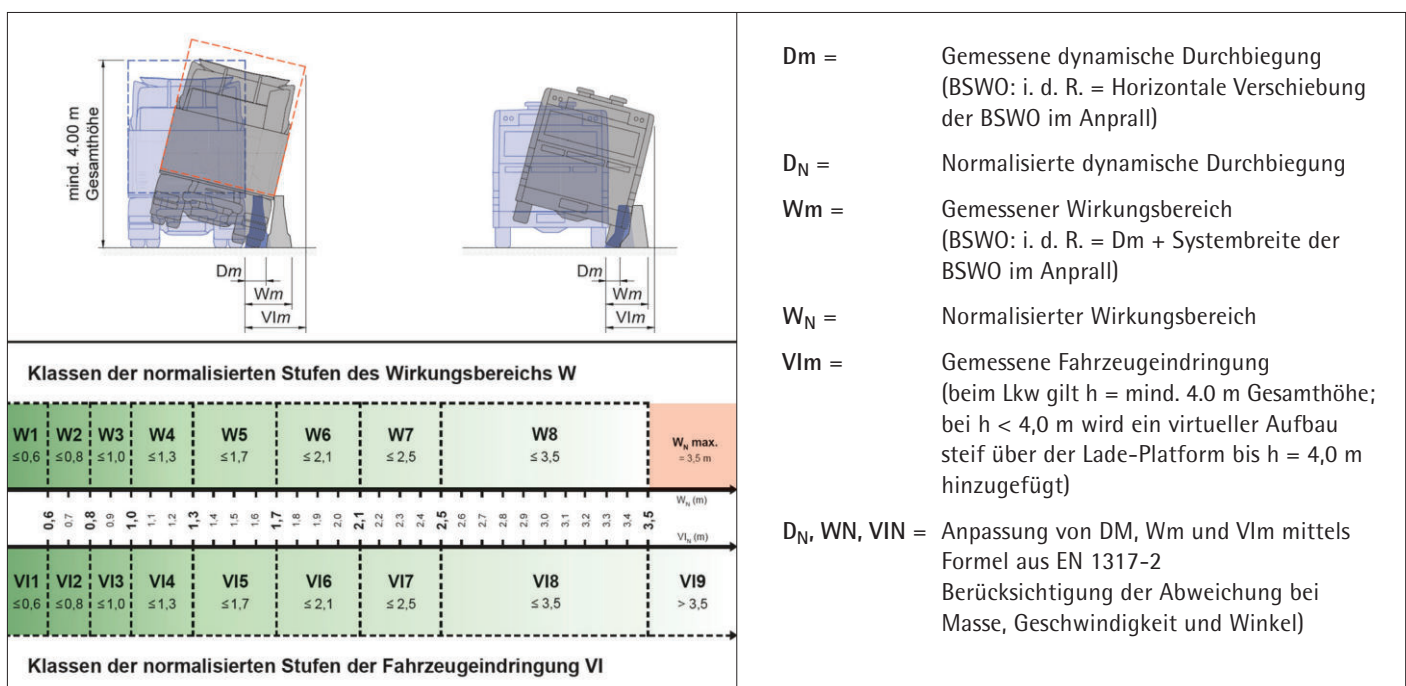 mind. 4.00 m
Gesamthöhe
Dm
Wm
VIm
Dm
Wm
VIm
Klassen der normalisierten Stufen des Wirkungsbereichs W
W1 W2 W3 W4 W5 W6 W7 W8 W_N max.
≤0,6 ≤0,8 ≤1,0 ≤1,3 ≤1,7 ≤2,1 ≤2,5 ≤3,5 = 3,5 m
W_N (m)
0,6 0.7 0,8 0.9 1,0 1.1 1.2 1,3 1.4 1.5 1.6 1,7 1.8 1.9 2.0 2,1 2.2 2.3 2.4 2,5 2.6 2.7 2.8 2.9 3.0 3.1 3.2 3.3 3.4 3,5
VI_N (m)
VI1 VI2 VI3 VI4 VI5 VI6 VI7 VI8 VI9
≤0,6 ≤0,8 ≤1,0 ≤1,3 ≤1,7 ≤2,1 ≤2,5 ≤3,5 > 3,5
Klassen der normalisierten Stufen der Fahrzeugeindringung VI
Dm = Gemessene dynamische Durchbiegung
(BSWO: i. d. R. = Horizontale Verschiebung
der BSWO im Anprall)
D_N = Normalisierte dynamische Durchbiegung
Wm = Gemessener Wirkungsbereich
(BSWO: i. d. R. = Dm + Systembreite der
BSWO im Anprall)
W_N = Normalisierter Wirkungsbereich
VIm = Gemessene Fahrzeugeindringung
(beim Lkw gilt h = mind. 4.0 m Gesamthöhe;
bei h < 4,0 m wird ein virtueller Aufbau
steif über der Lade-Platform bis h = 4,0 m
hinzugefügt)
D_N, WN, VIN = Anpassung von DM, Wm und VIm mittels
Formel aus EN 1317-2
Berücksichtigung der Abweichung bei
Masse, Geschwindigkeit und Winkel)